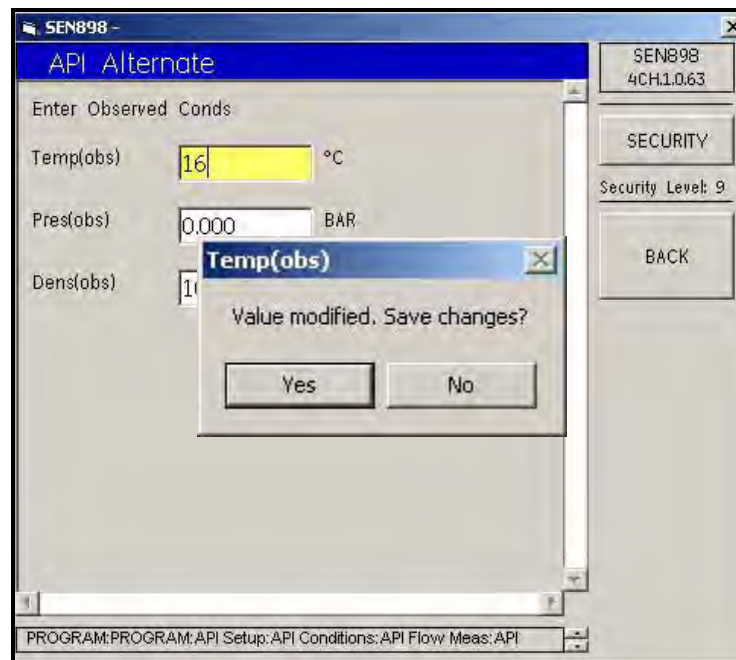 SEN898 -
API Alternate
Enter Observed Conds
Temp(obs) 16 °C
Pres(obs) 0.000 BAR
Dens(obs)
Temp(obs)
Value modified. Save changes?
Yes No
SEN898
4CH.1.0.63
SECURITY
Security Level: 9
BACK
PROGRAM:PROGRAM:API Setup:API Conditions:API Flow Meas:API